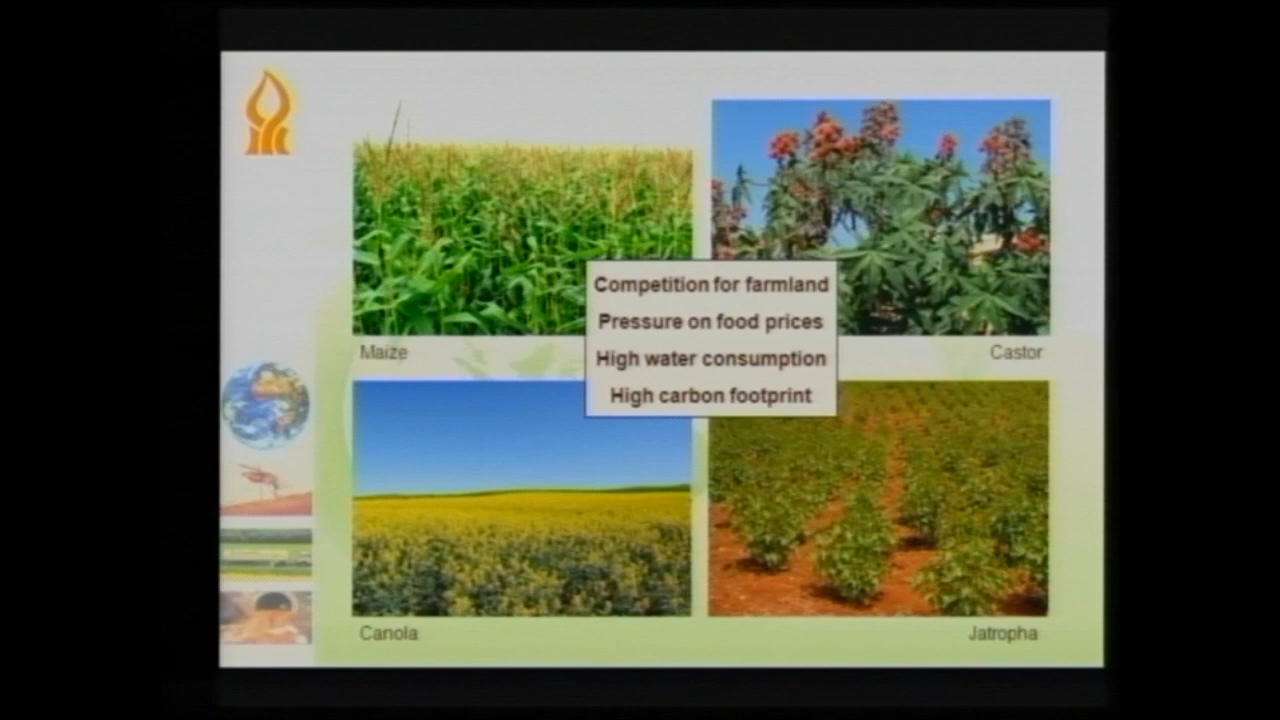 Competition for farmland
Pressure on food prices
High water consumption
High carbon footprint
Maize
Castor
Canola
Jatropha